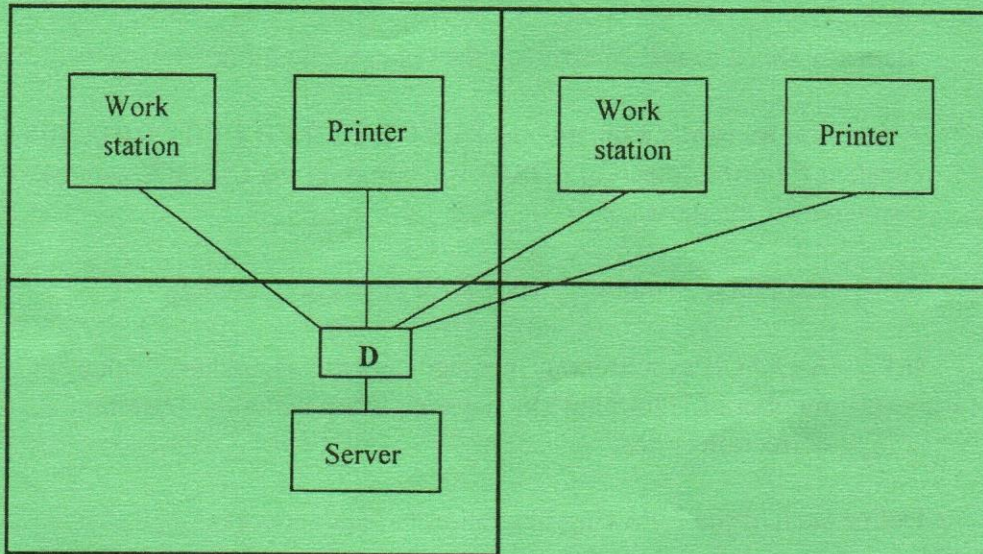 Work
station
Printer
Work
station
Printer
D
Server